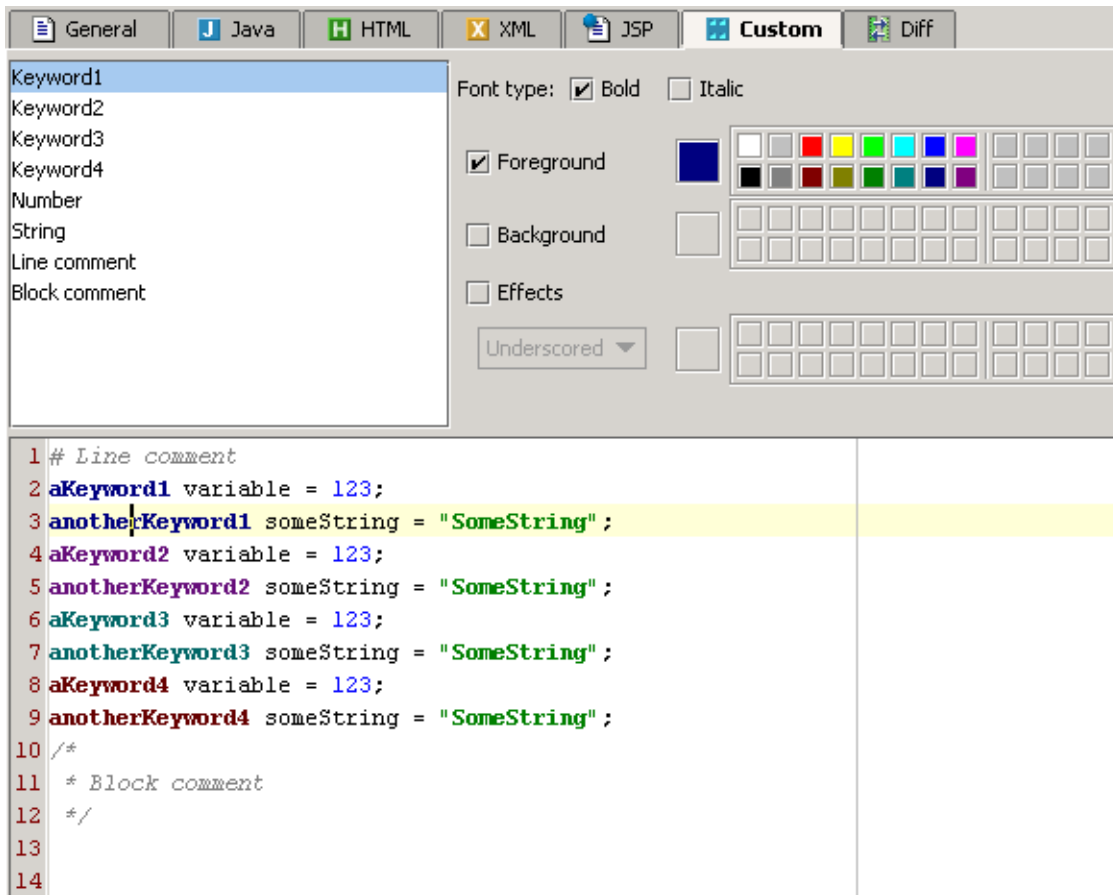 General Java HTML XML JSP Custom Diff
Keyword1
Keyword2
Keyword3
Keyword4
Number
String
Line comment
Block comment
Font type: Bold Italic
Foreground
Background
Effects
Underscored
1 # Line comment
2 aKeyword1 variable = 123;
3 anotherKeyword1 someString = "SomeString";
4 aKeyword2 variable = 123;
5 anotherKeyword2 someString = "SomeString";
6 aKeyword3 variable = 123;
7 anotherKeyword3 someString = "SomeString";
8 aKeyword4 variable = 123;
9 anotherKeyword4 someString = "SomeString";
10 /*
11 * Block comment
12 */
13
14